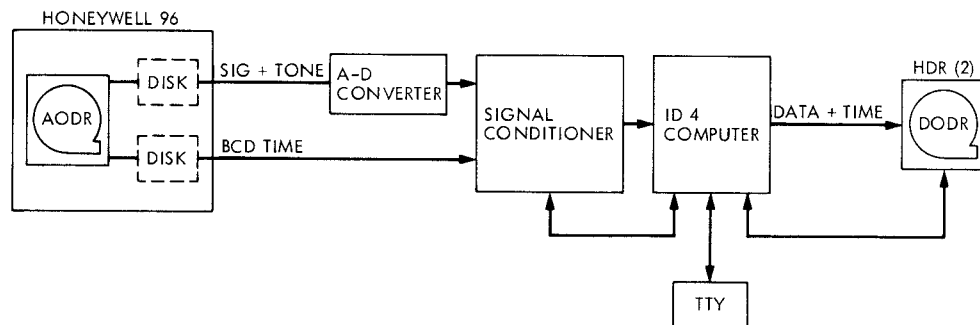 HONEYWELL 96
AODR
DISK
DISK
SIG + TONE
BCD TIME
A-D
CONVERTER
SIGNAL
CONDITIONER
ID 4
COMPUTER
DATA + TIME
HDR (2)
DODR
TTY